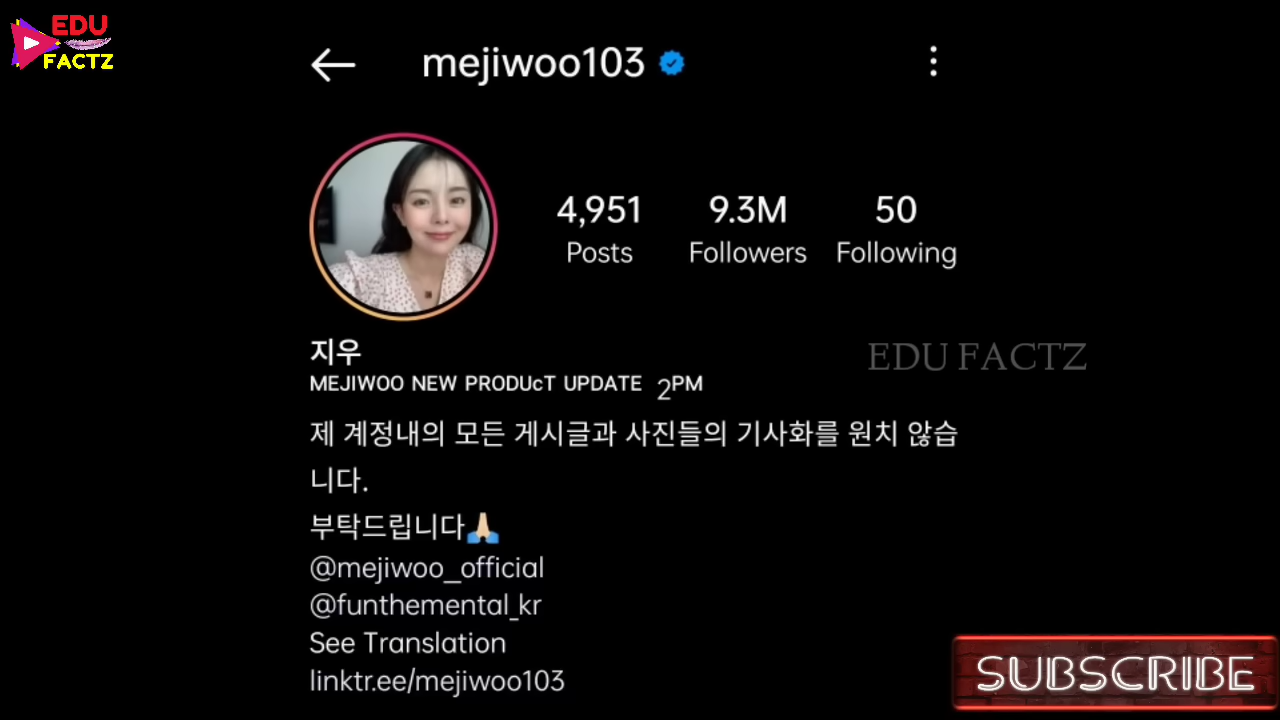 EDU
FACTZ
mejiwoo103
4,951 9.3M 50
Posts Followers Following
지우
MEJIWOO NEW PRODUcT UPDATE 2PM
EDU FACTZ
제 계정내의 모든 게시글과 사진들의 기사화를 원치 않습
니다.
부탁드립니다🙏🏻
@mejiwoo_official
@funthemental_kr
See Translation
linktr.ee/mejiwoo103
SUBSCRIBE